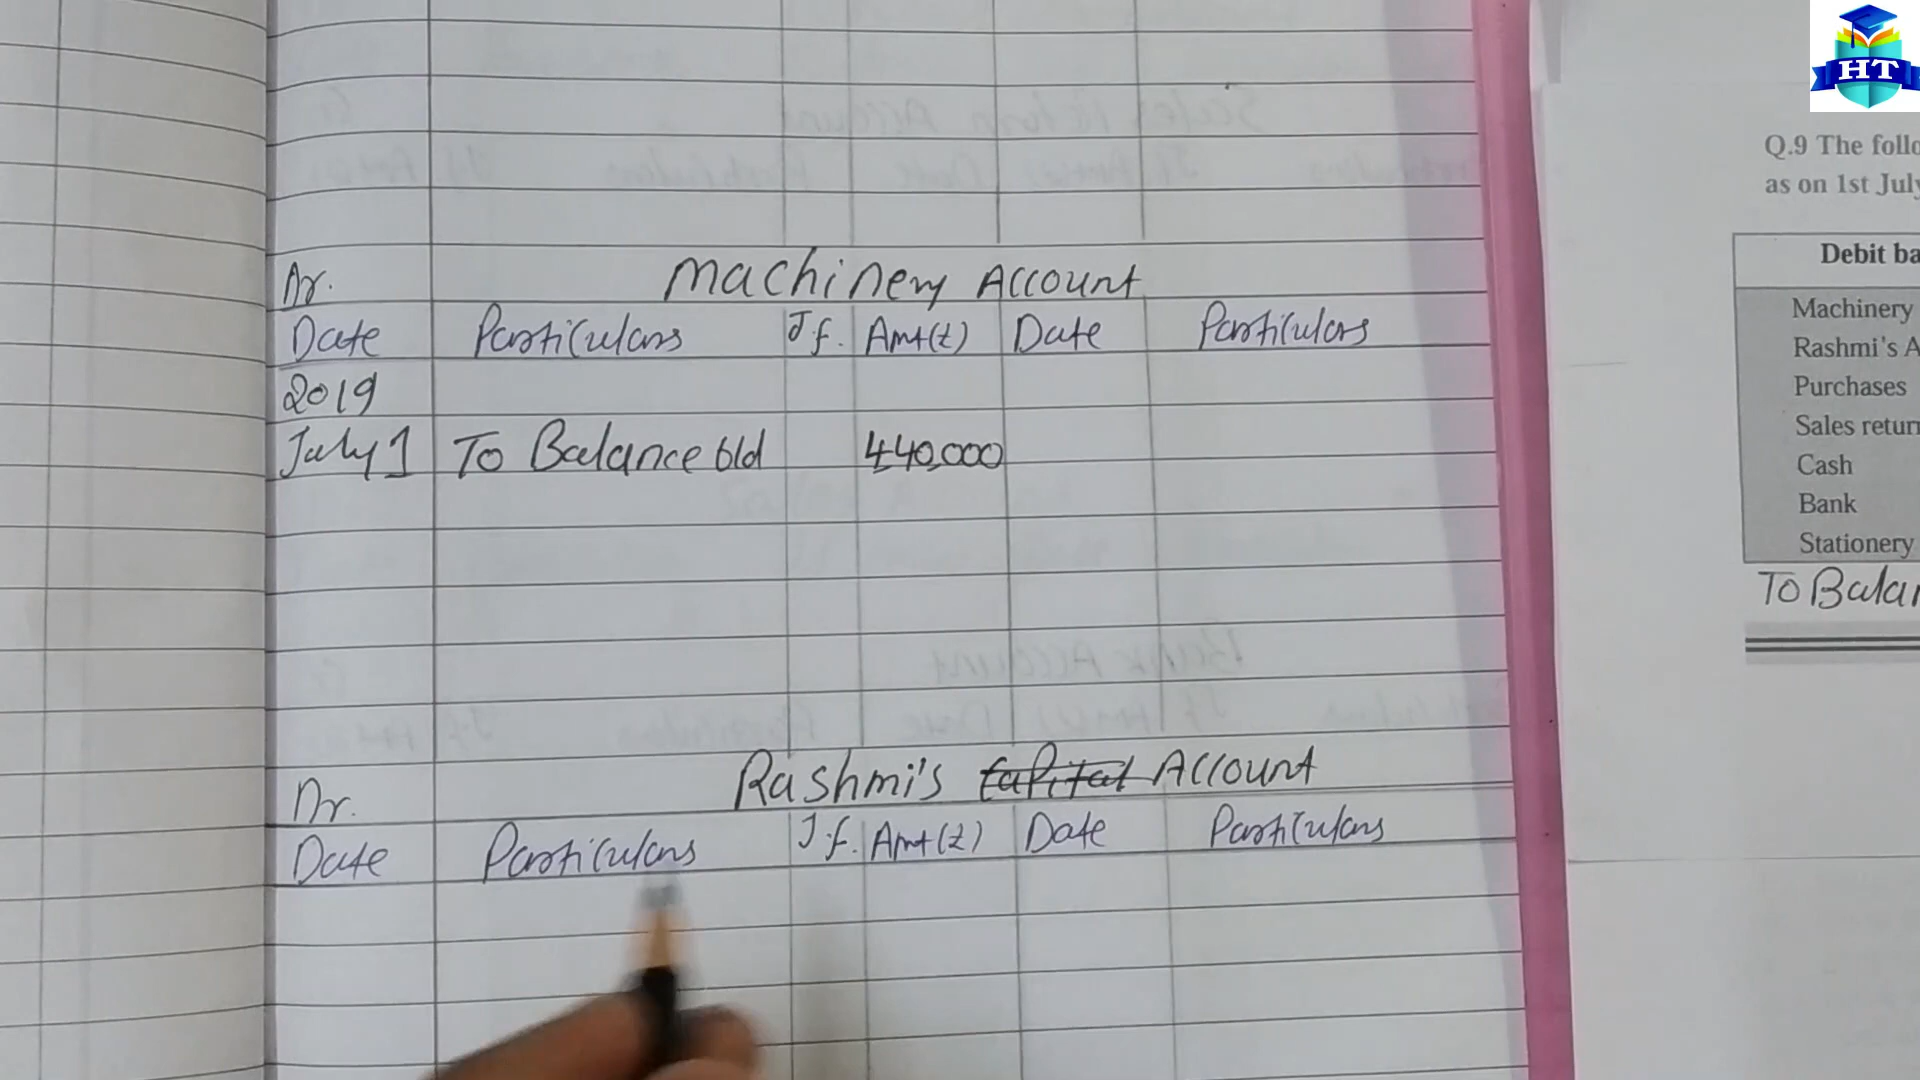 HT
Q.9 The follo
as on 1st July
Debit ba
Machinery
Rashmi's A
Purchases
Sales return
Cash
Bank
Stationery
To Balan
Dr. Machinery Account
Date Particulars J.f. Amt(₹) Date Particulars
2019
July 1 To Balance b/d 440,000
Dr. Rashmi's Capital Account
Date Particulars J.f. Amt(₹) Date Particulars